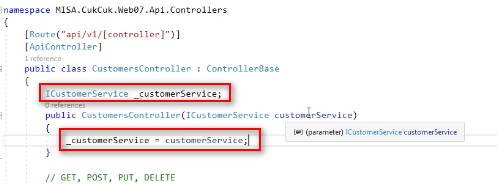 namespace MISA.CukCuk.Web07.Api.Controllers
{
[Route("api/v1/[controller]")]
[ApiController]
1 reference
public class CustomersController : ControllerBase
{
ICustomerService _customerService;
0 references
public CustomersController(ICustomerService customerService)
{
(parameter) ICustomerService customerService
_customerService = customerService;
}
// GET, POST, PUT, DELETE